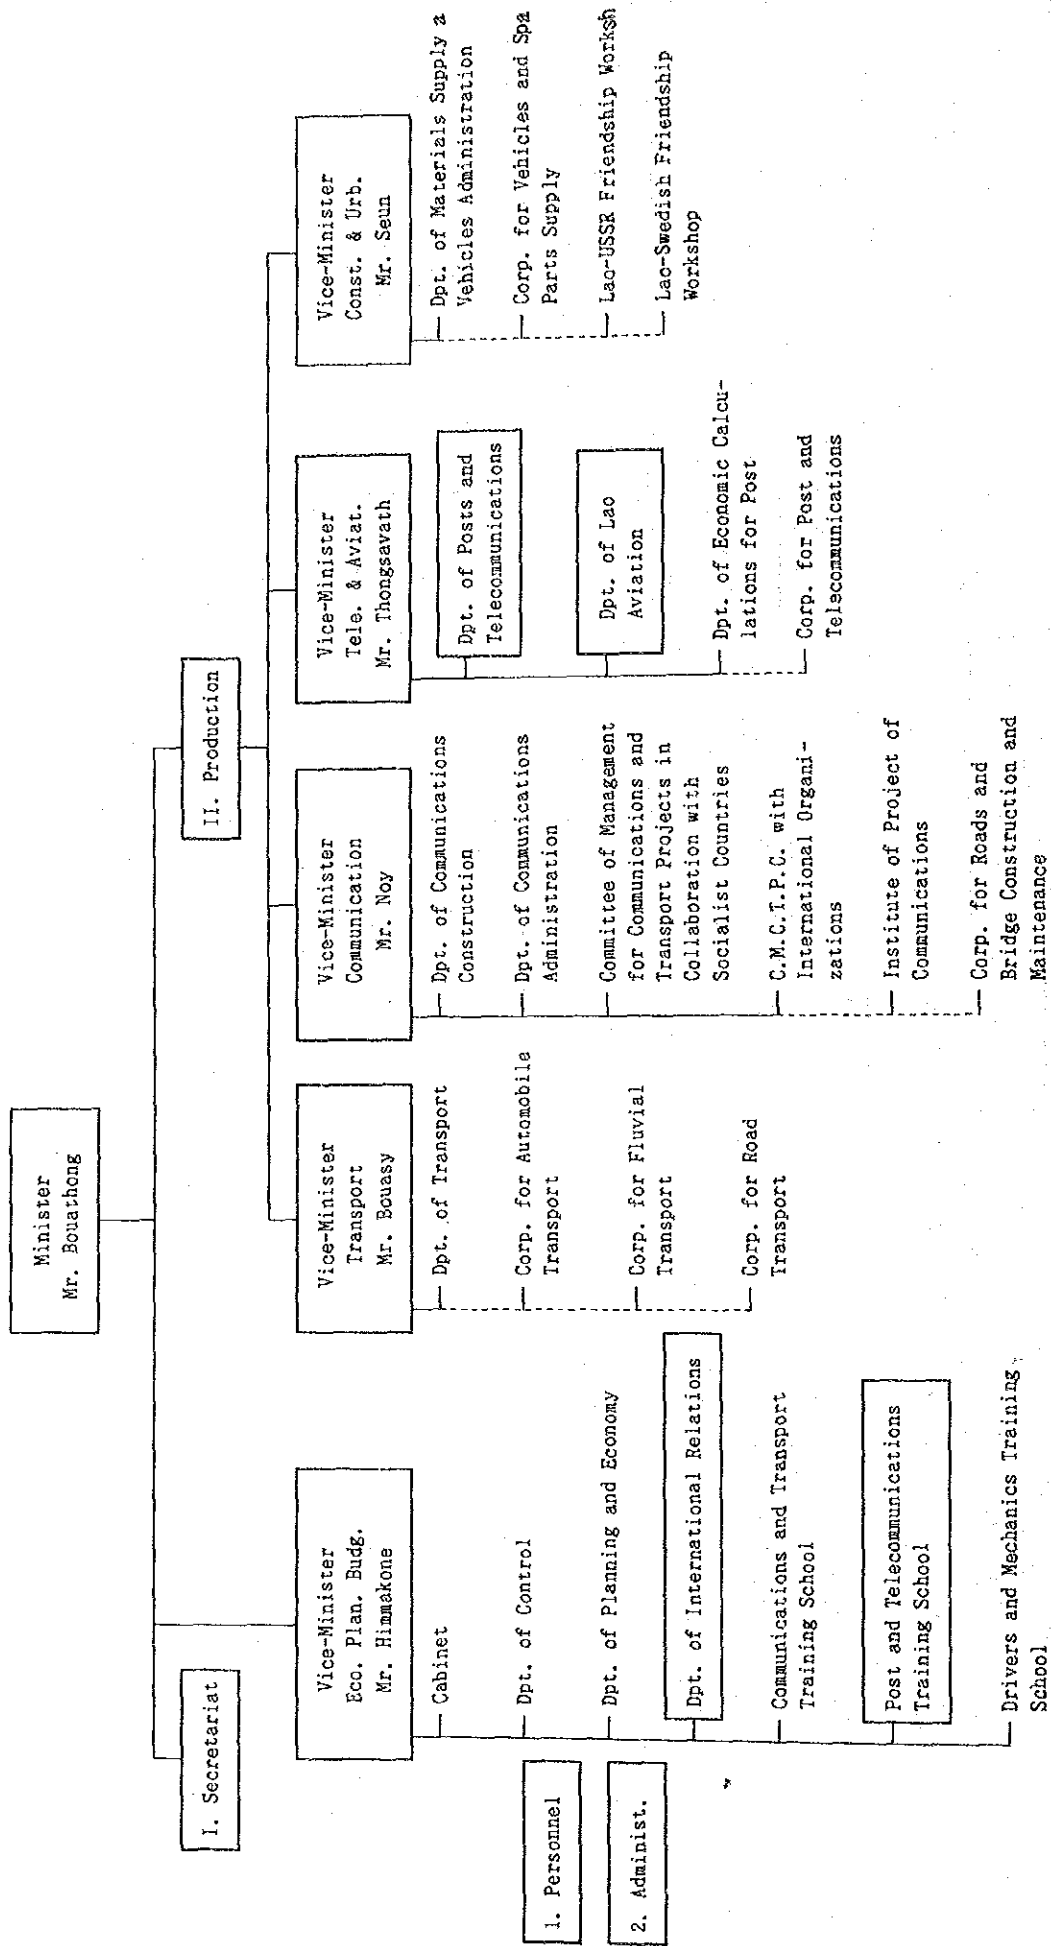 Minister
Mr. Bouathong
I. Secretariat
II. Production
Vice-Minister
Eco. Plan. Budg.
Mr. Himmakone
Cabinet
Dpt. of Control
Dpt. of Planning and Economy
Dpt. of International Relations
Communications and Transport
Training School
Post and Telecommunications
Training School
Drivers and Mechanics Training
School
1. Personnel
2. Administ.
Vice-Minister
Transport
Mr. Bouasy
Dpt. of Transport
Corp. for Automobile
Transport
Corp. for Fluvial
Transport
Corp. for Road
Transport
Vice-Minister
Communication
Mr. Noy
Dpt. of Communications
Construction
Dpt. of Communications
Administration
Committee of Management
for Communications and
Transport Projects in
Collaboration with
Socialist Countries
C.M.C.T.P.C. with
International Organi-
zations
Institute of Project of
Communications
Corp. for Roads and
Bridge Construction and
Maintenance
Vice-Minister
Tele. & Aviat.
Mr. Thongsavath
Dpt. of Posts and
Telecommunications
Dpt. of Lao
Aviation
Dpt. of Economic Calcu-
lations for Post
Corp. for Post and
Telecommunications
Vice-Minister
Const. & Urb.
Mr. Seun
Dpt. of Materials Supply a
Vehicles Administration
Corp. for Vehicles and Spa
Parts Supply
Lao-USSR Friendship Worksh
Lao-Swedish Friendship
Workshop